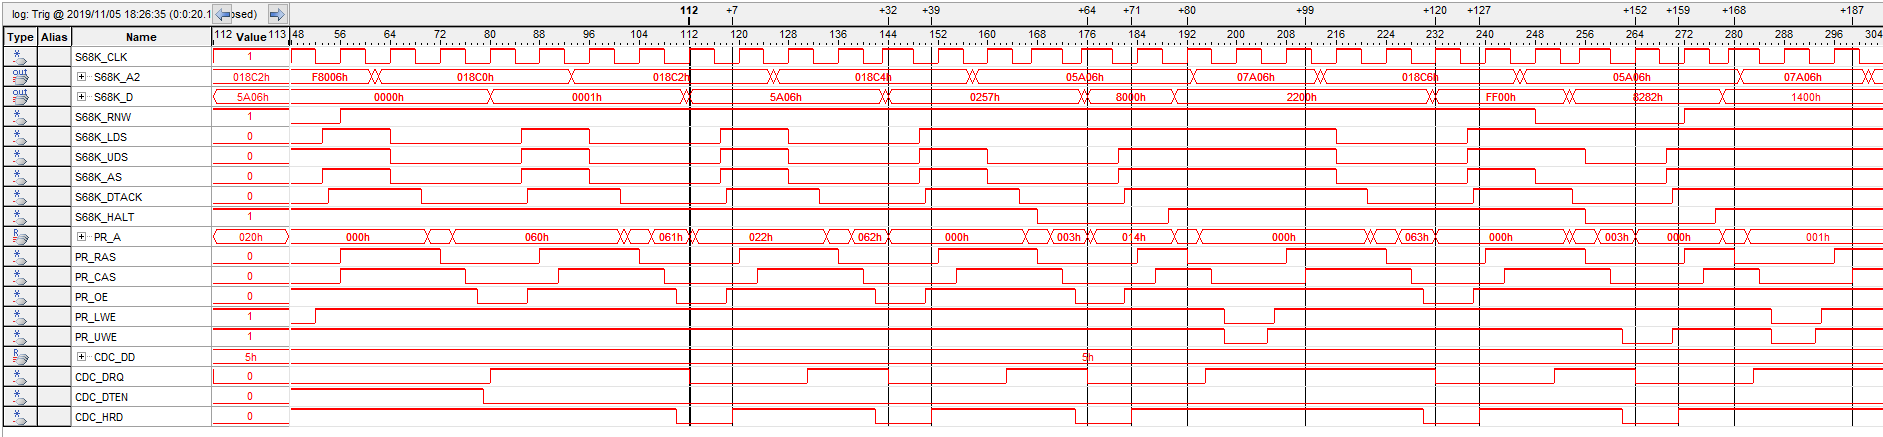 log: Trig @ 2019/11/05 18:26:35 (0:0:20.1 osed)
112 +7 +32 +39 +64 +71 +80 +99 +120 +127 +152 +159 +168 +187
Type Alias Name 112 Value 113 48 56 64 72 80 88 96 104 112 120 128 136 144 152 160 168 176 184 192 200 208 216 224 232 240 248 256 264 272 280 288 296 304
S68K_CLK 1
out S68K_A2 018C2h F8006h 018C0h 018C2h 018C4h 05A06h 07A06h 018C6h 05A06h 07A06h
out S68K_D 5A06h 0000h 0001h 5A06h 0257h 8000h 2200h FF00h 8282h 1400h
S68K_RNW 1
S68K_LDS 0
S68K_UDS 0
S68K_AS 0
S68K_DTACK 0
S68K_HALT 1
R PR_A 020h 000h 060h 061h 022h 062h 000h 003h 014h 000h 063h 000h 003h 000h 001h
PR_RAS 0
PR_CAS 0
PR_OE 0
PR_LWE 1
PR_UWE 1
R CDC_DD 5h 5h
CDC_DRQ 0
CDC_DTEN 0
CDC_HRD 0